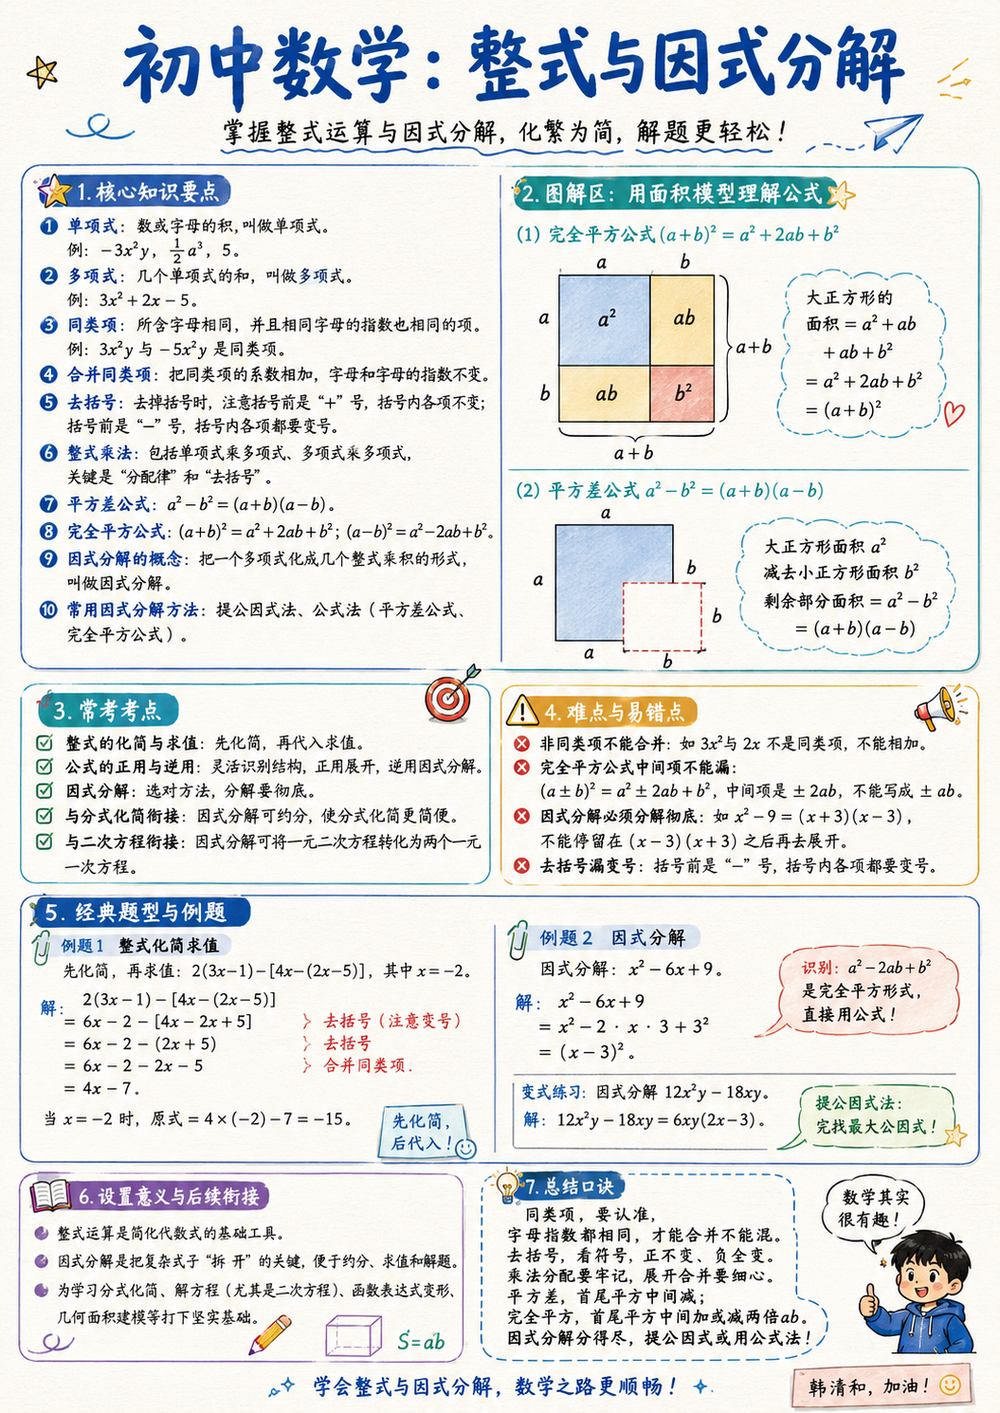 初中数学：整式与因式分解
掌握整式运算与因式分解，化繁为简，解题更轻松！
1. 核心知识要点
1 单项式：数或字母的积，叫做单项式。
例：－3x²y，1/2 a³，5。
2 多项式：几个单项式的和，叫做多项式。
例：3x²＋2x－5。
3 同类项：所含字母相同，并且相同字母的指数也相同的项。
例：3x²y 与 －5x²y 是同类项。
4 合并同类项：把同类项的系数相加，字母和字母的指数不变。
5 去括号：去掉括号时，注意括号前是“＋”号，括号内各项不变；
括号前是“－”号，括号内各项都要变号。
6 整式乘法：包括单项式乘多项式、多项式乘多项式，
关键是“分配律”和“去括号”。
7 平方差公式：a²－b²＝(a＋b)(a－b)。
8 完全平方公式：(a＋b)²＝a²＋2ab＋b²；(a－b)²＝a²－2ab＋b²。
9 因式分解的概念：把一个多项式化成几个整式乘积的形式，
叫做因式分解。
10 常用因式分解方法：提公因式法、公式法（平方差公式、
完全平方公式）。
2. 图解区：用面积模型理解公式
(1) 完全平方公式(a＋b)²＝a²＋2ab＋b²
a b
a a² ab
b ab b²
a＋b
a＋b
大正方形的
面积＝a²＋ab
＋ab＋b²
＝a²＋2ab＋b²
＝(a＋b)²
(2) 平方差公式 a²－b²＝(a＋b)(a－b)
a
a
b
b
a
b
大正方形面积 a²
减去小正方形面积 b²
剩余部分面积＝a²－b²
＝(a＋b)(a－b)
3. 常考考点
整式的化简与求值：先化简，再代入求值。
公式的正用与逆用：灵活识别结构，正用展开，逆用因式分解。
因式分解：选对方法，分解要彻底。
与分式化简衔接：因式分解可约分，使分式化简更简便。
与二次方程衔接：因式分解可将一元二次方程转化为两个一元
一次方程。
4. 难点与易错点
非同类项不能合并：如 3x²与 2x 不是同类项，不能相加。
完全平方公式中间项不能漏：
(a±b)²＝a²±2ab＋b²，中间项是 ±2ab，不能写成 ±ab。
因式分解必须分解彻底：如 x²－9＝(x＋3)(x－3)，
不能停留在 (x－3)(x＋3) 之后再去展开。
去括号漏变号：括号前是“－”号，括号内各项都要变号。
5. 经典题型与例题
例题1 整式化简求值
先化简，再求值：2(3x－1)－[4x－(2x－5)]，其中 x＝－2。
解： 2(3x－1)－[4x－(2x－5)]
＝6x－2－[4x－2x＋5] 去括号（注意变号）
＝6x－2－(2x＋5) 去括号
＝6x－2－2x－5 合并同类项.
＝4x－7.
当 x＝－2 时，原式＝4×(－2)－7＝－15。
先化简，
后代入！
例题2 因式分解
因式分解：x²－6x＋9。
解： x²－6x＋9
＝x²－2·x·3＋3²
＝(x－3)²。
识别：a²－2ab＋b²
是完全平方形式，
直接用公式！
变式练习：因式分解 12x²y－18xy。
解： 12x²y－18xy＝6xy(2x－3)。
提公因式法：
完找最大公因式！
6. 设置意义与后续衔接
整式运算是简化代数式的基础工具。
因式分解是把复杂式子“拆 开”的关键，便于约分、求值和解题。
为学习分式化简、解方程（尤其是二次方程）、函数表达式变形、
几何面积建模等打下坚实基础。
S=ab
7. 总结口诀
同类项，要认准，
字母指数都相同，才能合并不能混。
去括号，看符号，正不变、负全变。
乘法分配要牢记，展开合并要细心。
平方差，首尾平方中间减；
完全平方，首尾平方中间加或减两倍ab。
因式分解分得尽，提公因式或用公式法！
数学其实
很有趣！
学会整式与因式分解，数学之路更顺畅！
韩清和，加油！